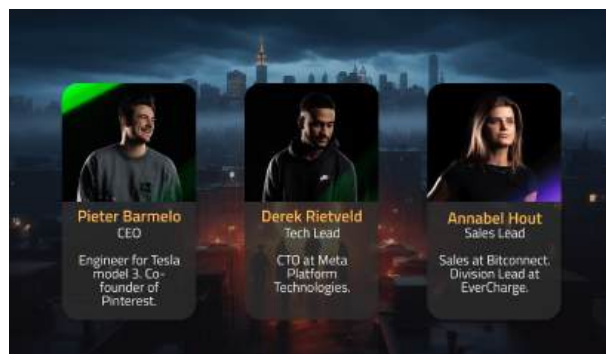 Pieter Barmelo
CEO
Engineer for Tesla
model 3. Co-
founder of
Pinterest.
Derek Rietveld
Tech Lead
CTO at Meta
Platform
Technologies.
Annabel Hout
Sales Lead
Sales at Bitconnect.
Division Lead at
EverCharge.